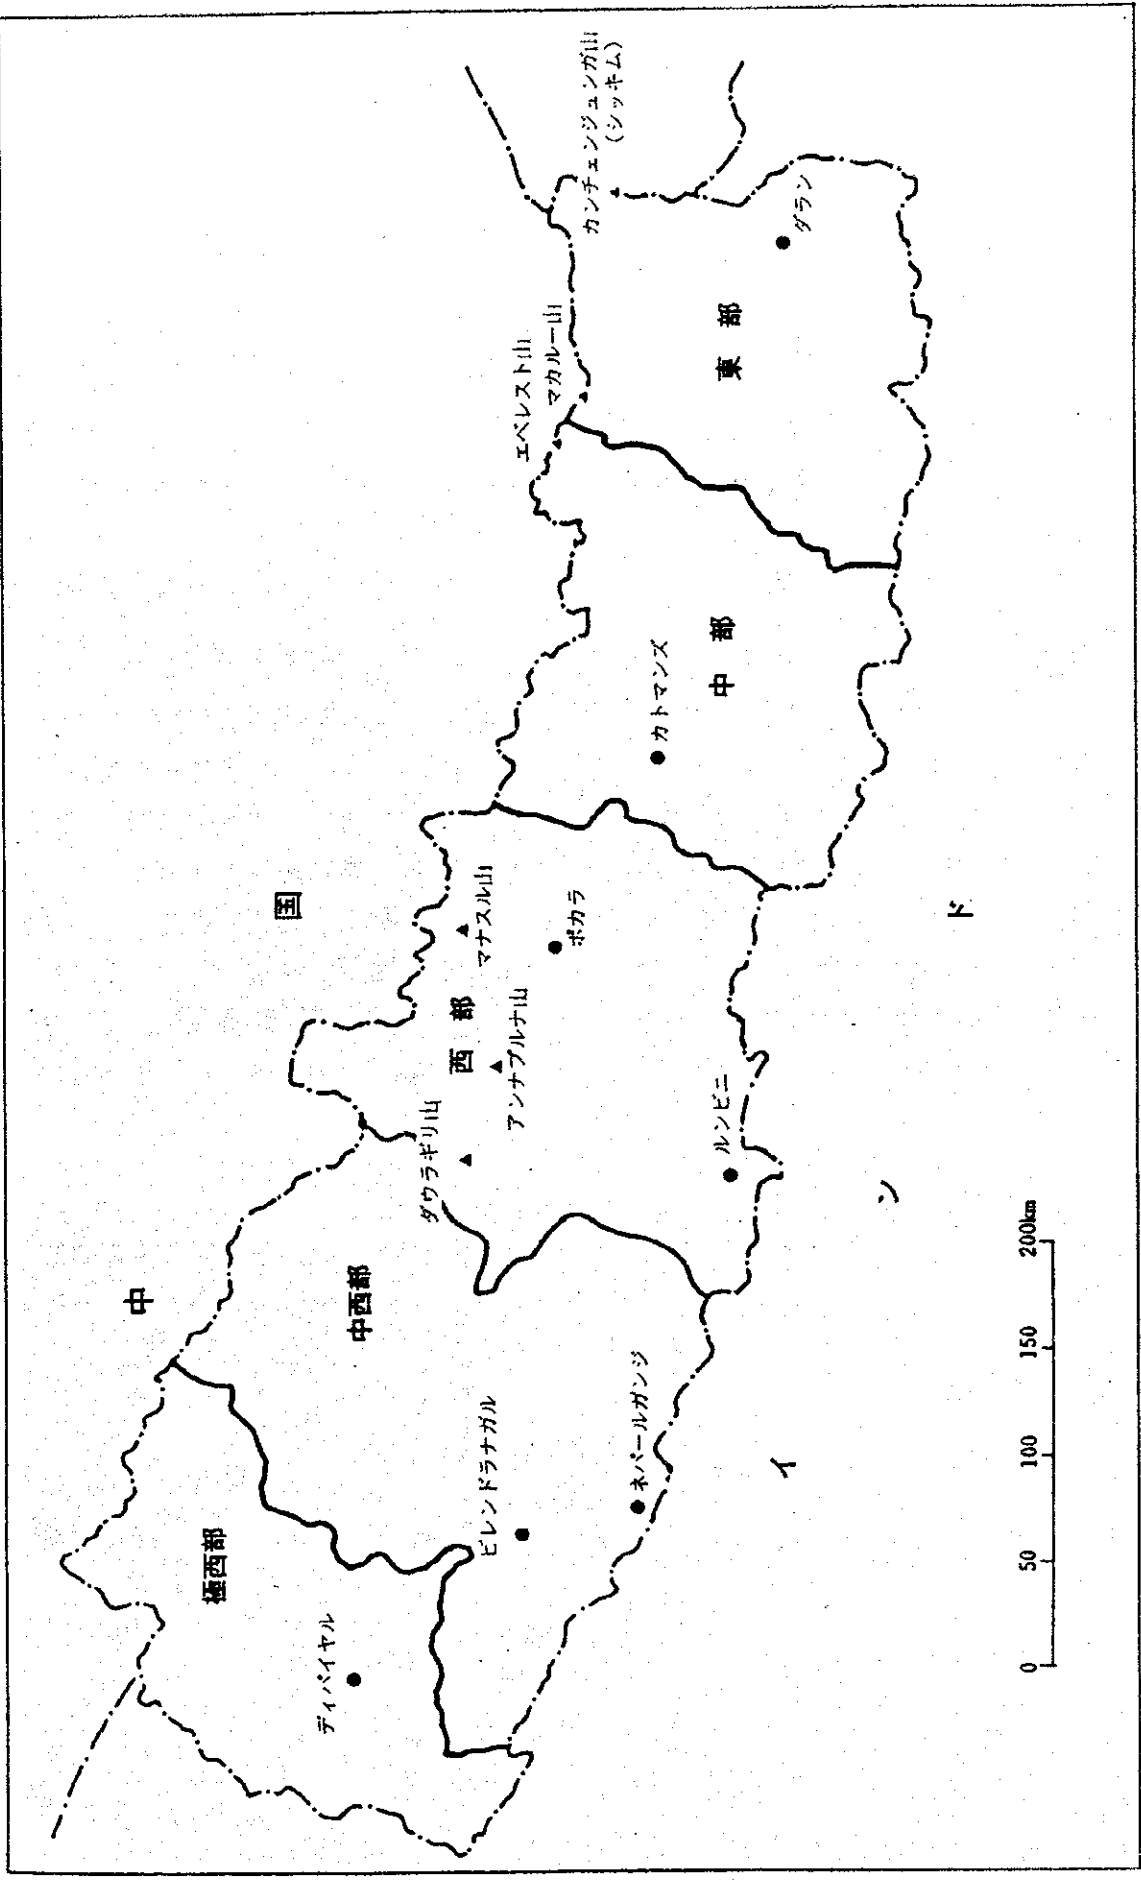 中
国
極西部
中西部
西部
中部
東部
ディパイヤル
ビレンドラナガル
ネパールガンジ
ダウラギリ山
アンナプルナ山
マナスル山
ポカラ
ルンビニ
カトマンズ
エベレスト山
マカルー山
カンチェンジュンガ山
(シッキム)
ダラン
イ
ン
ド
0 50 100 150 200km